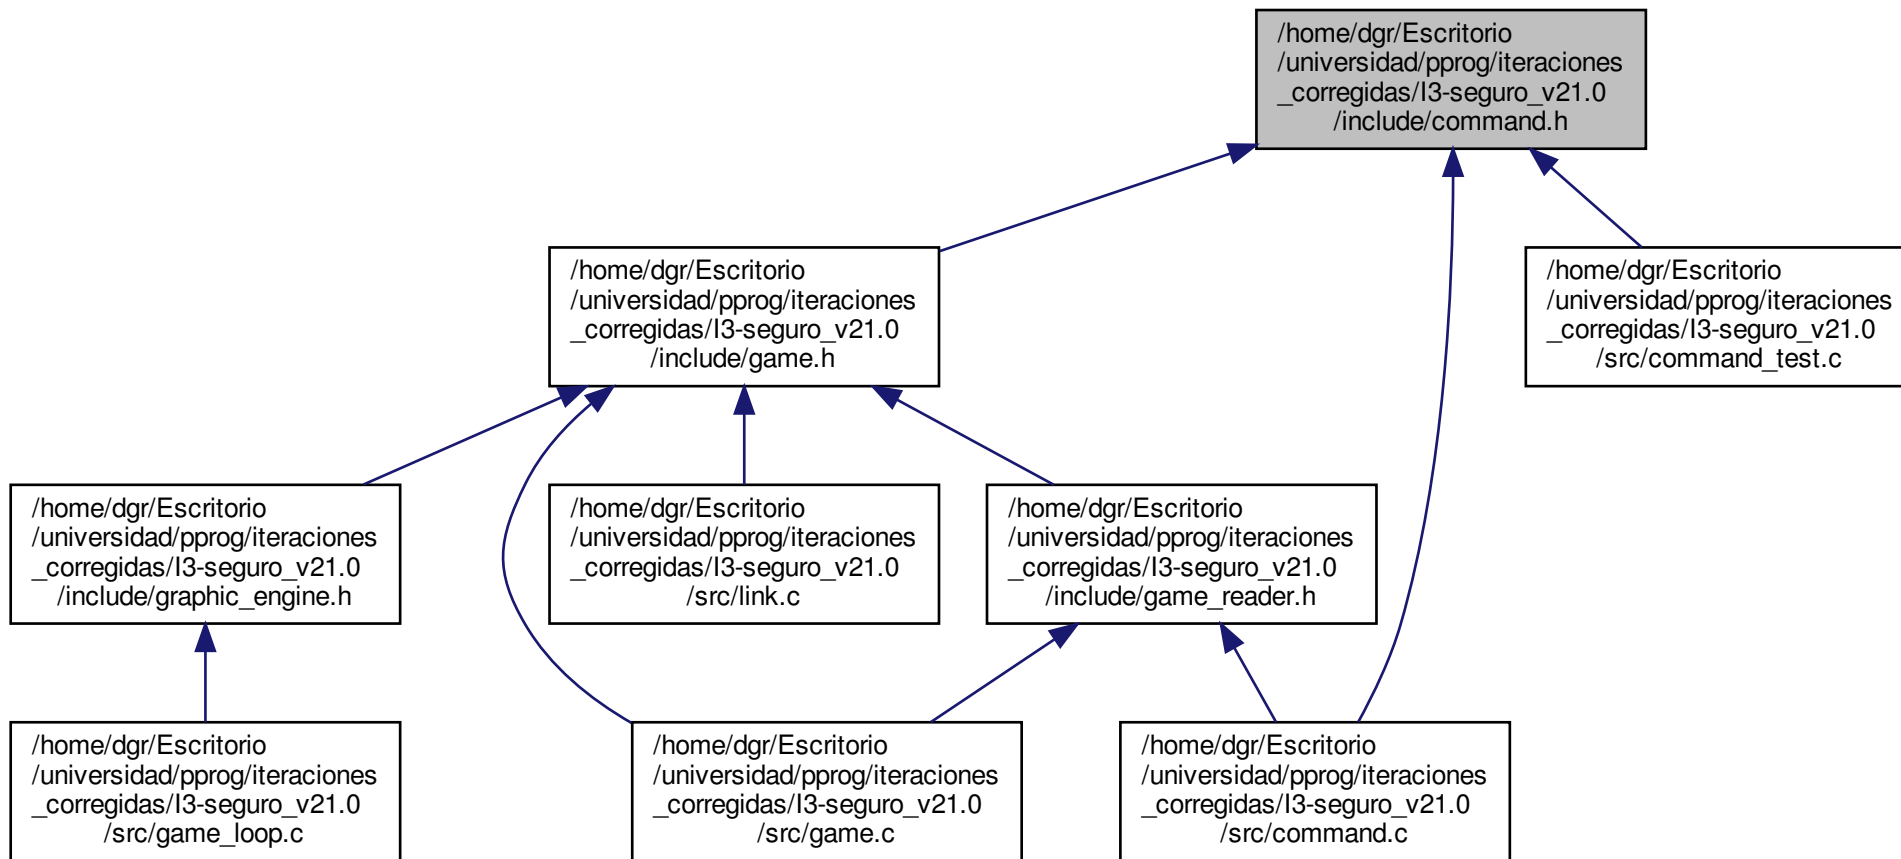 /home/dgr/Escritorio
/universidad/pprog/iteraciones
_corregidas/I3-seguro_v21.0
/include/command.h
/home/dgr/Escritorio
/universidad/pprog/iteraciones
_corregidas/I3-seguro_v21.0
/include/game.h
/home/dgr/Escritorio
/universidad/pprog/iteraciones
_corregidas/I3-seguro_v21.0
/src/command_test.c
/home/dgr/Escritorio
/universidad/pprog/iteraciones
_corregidas/I3-seguro_v21.0
/include/graphic_engine.h
/home/dgr/Escritorio
/universidad/pprog/iteraciones
_corregidas/I3-seguro_v21.0
/src/link.c
/home/dgr/Escritorio
/universidad/pprog/iteraciones
_corregidas/I3-seguro_v21.0
/include/game_reader.h
/home/dgr/Escritorio
/universidad/pprog/iteraciones
_corregidas/I3-seguro_v21.0
/src/game_loop.c
/home/dgr/Escritorio
/universidad/pprog/iteraciones
_corregidas/I3-seguro_v21.0
/src/game.c
/home/dgr/Escritorio
/universidad/pprog/iteraciones
_corregidas/I3-seguro_v21.0
/src/command.c